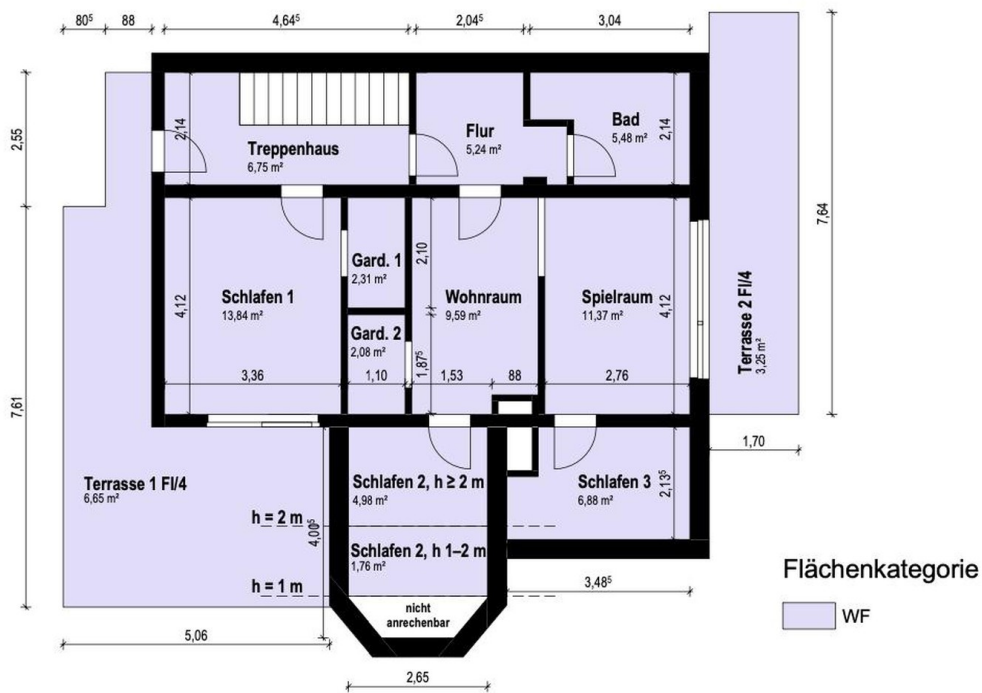 80⁵
88
4,64⁵
2,04⁵
3,04
2,55
2,14
Treppenhaus
6,75 m²
Flur
5,24 m²
Bad
5,48 m²
2,14
7,64
4,12
Schlafen 1
13,84 m²
Gard. 1
2,31 m²
2,10
Wohnraum
9,59 m²
Spielraum
11,37 m²
4,12
Terrasse 2 Fl/4
3,25 m²
Gard. 2
2,08 m²
1,87⁵
3,36
1,10
1,53
88
2,76
7,61
1,70
Terrasse 1 Fl/4
6,65 m²
Schlafen 2, h ≥ 2 m
4,98 m²
Schlafen 3
6,88 m²
2,13⁵
h = 2 m
4,00⁵
Schlafen 2, h 1–2 m
1,76 m²
h = 1 m
nicht
anrechenbar
3,48⁵
5,06
2,65
Flächenkategorie
WF